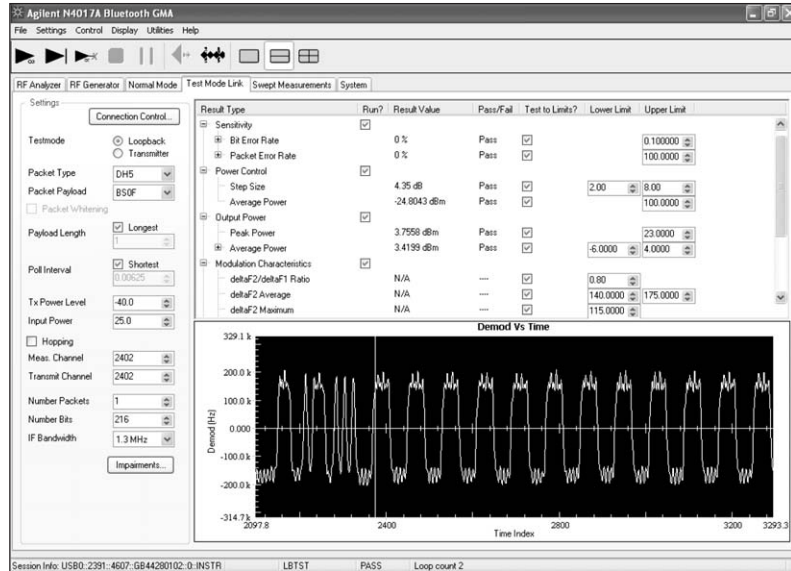 Agilent N4017A Bluetooth GMA
File Settings Control Display Utilities Help
RF Analyzer RF Generator Normal Mode Test Mode Link Swept Measurements System
Settings
Connection Control...
Testmode Loopback
Transmitter
Packet Type DH5
Packet Payload BS0F
Packet Whitening
Payload Length Longest
1
Poll Interval Shortest
0.00625
Tx Power Level -40.0
Input Power 25.0
Hopping
Meas. Channel 2402
Transmit Channel 2402
Number Packets 1
Number Bits 216
IF Bandwidth 1.3 MHz
Impairments...
Result Type Run? Result Value Pass/Fail Test to Limits? Lower Limit Upper Limit
Sensitivity
Bit Error Rate 0 % Pass 0.100000
Packet Error Rate 0 % Pass 100.0000
Power Control
Step Size 4.35 dB Pass 2.00 8.00
Average Power -24.8043 dBm Pass 100.0000
Output Power
Peak Power 3.7558 dBm Pass 23.0000
Average Power 3.4199 dBm Pass -6.0000 4.0000
Modulation Characteristics
deltaF2/deltaF1 Ratio N/A ---- 0.80
deltaF2 Average N/A ---- 140.0000 175.0000
deltaF2 Maximum N/A ---- 115.0000
Demod Vs Time
329.1 k
200.0 k
100.0 k
0.000
-100.0 k
-200.0 k
-314.7 k
Demod (Hz)
2097.8 2400 2800 3200 3293.3
Time Index
Session Info: USB0::2391::4607::GB44280102::0::INSTR LBTST PASS Loop count 2